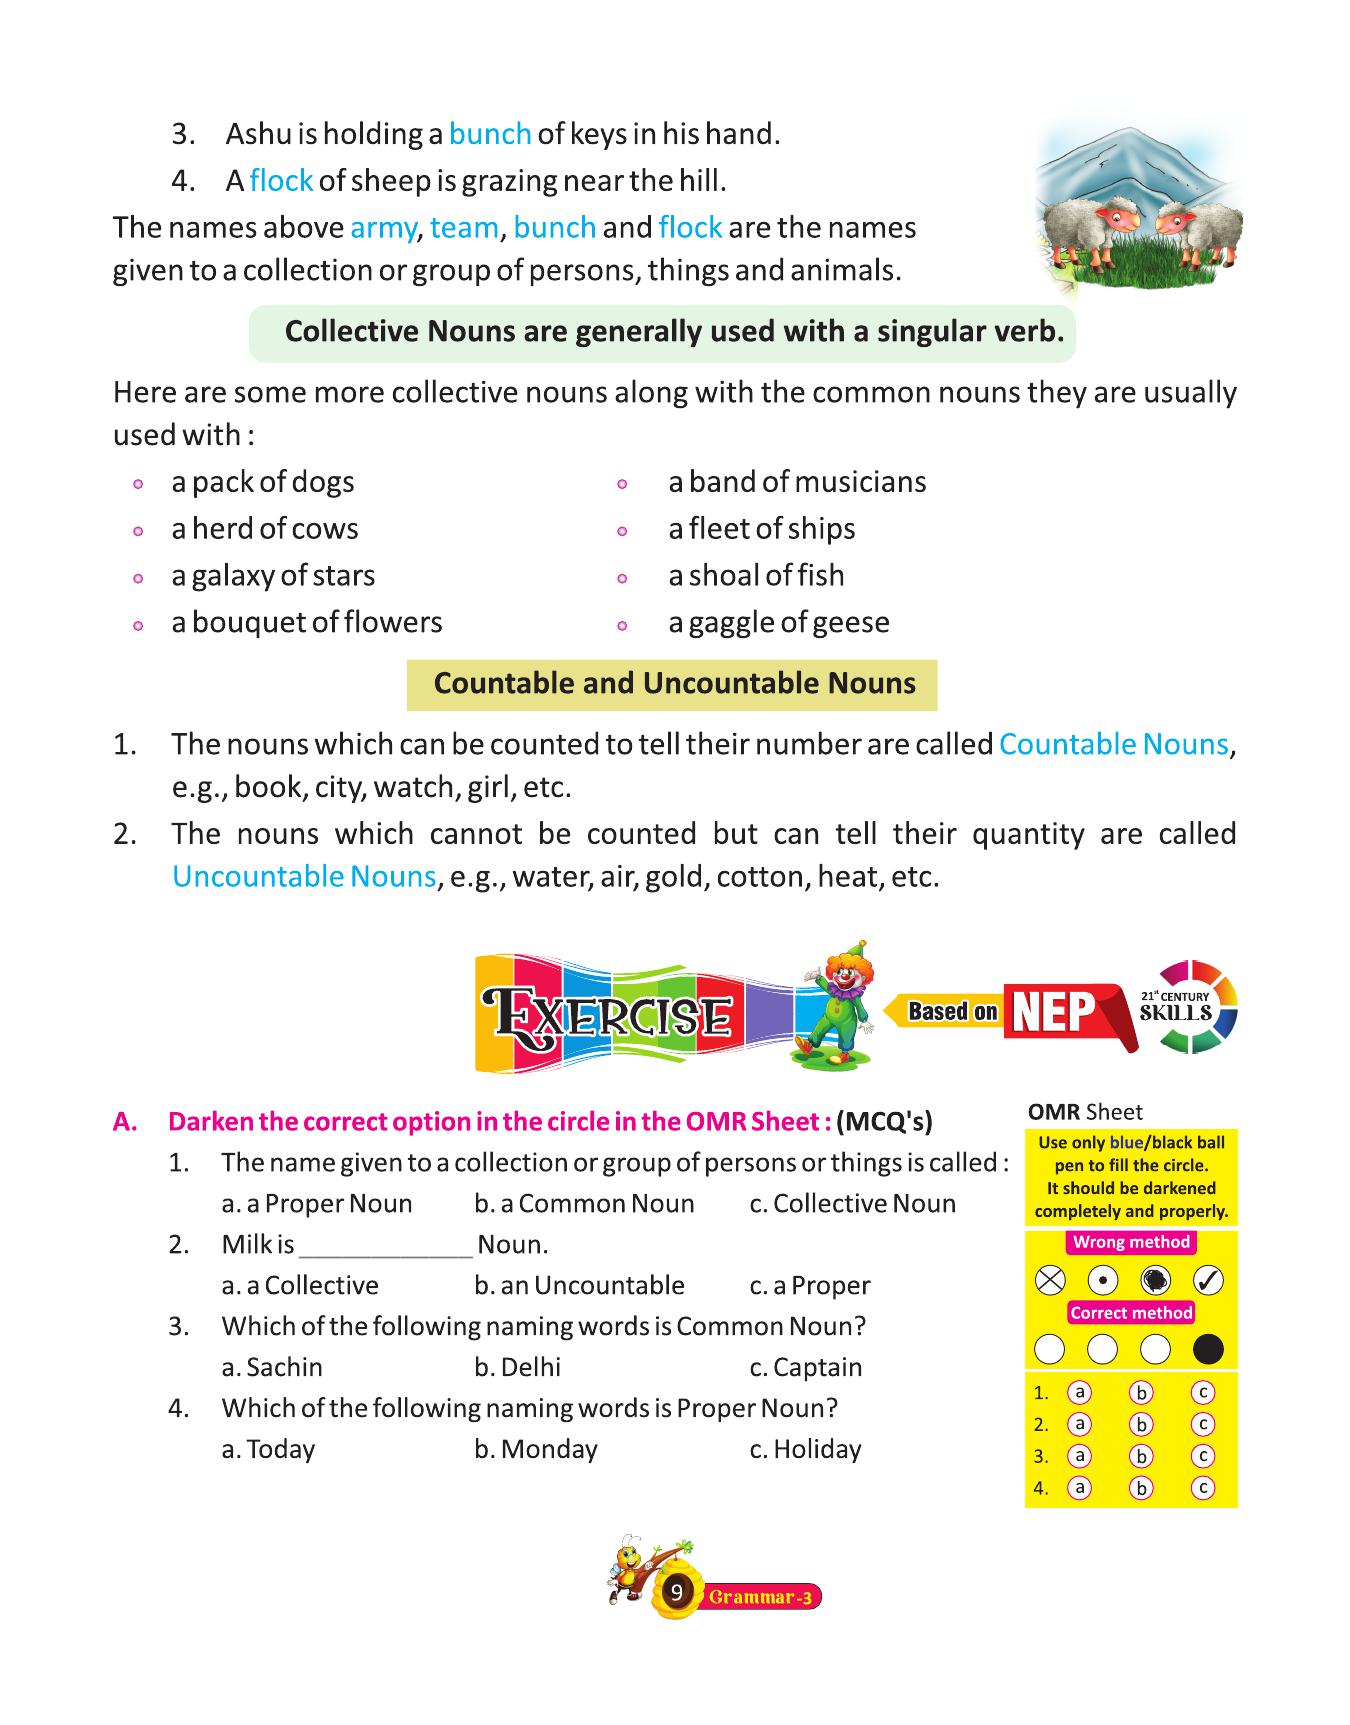 3. Ashu is holding a bunch of keys in his hand.
4. A flock of sheep is grazing near the hill.
The names above army, team, bunch and flock are the names
given to a collection or group of persons, things and animals.
Collective Nouns are generally used with a singular verb.
Here are some more collective nouns along with the common nouns they are usually
used with :
a pack of dogs
a band of musicians
a herd of cows
a fleet of ships
a galaxy of stars
a shoal of fish
a bouquet of flowers
a gaggle of geese
Countable and Uncountable Nouns
1. The nouns which can be counted to tell their number are called Countable Nouns,
e.g., book, city, watch, girl, etc.
2. The nouns which cannot be counted but can tell their quantity are called
Uncountable Nouns, e.g., water, air, gold, cotton, heat, etc.
EXERCISE
Based on NEP
21st CENTURY
SKILLS
A. Darken the correct option in the circle in the OMR Sheet : (MCQ's)
1. The name given to a collection or group of persons or things is called :
a. a Proper Noun b. a Common Noun c. Collective Noun
2. Milk is _____________ Noun.
a. a Collective b. an Uncountable c. a Proper
3. Which of the following naming words is Common Noun?
a. Sachin b. Delhi c. Captain
4. Which of the following naming words is Proper Noun?
a. Today b. Monday c. Holiday
OMR Sheet
Use only blue/black ball
pen to fill the circle.
It should be darkened
completely and properly.
Wrong method
Correct method
1. a b c
2. a b c
3. a b c
4. a b c
9 Grammar-3